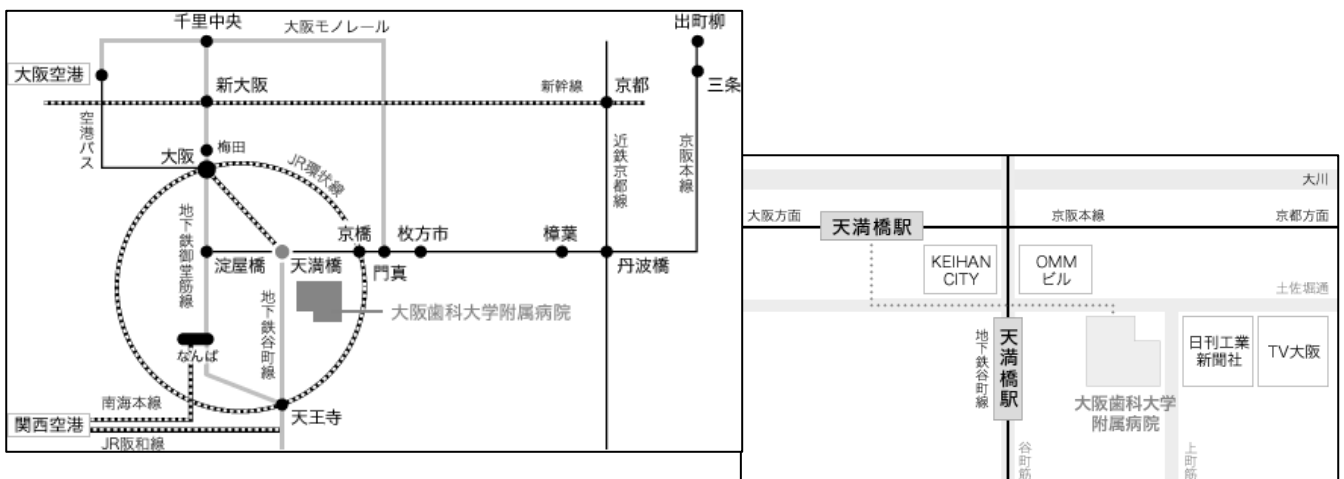 千里中央
大阪モノレール
出町柳
大阪空港
新大阪
新幹線
京都
三条
空港バス
大阪
梅田
JR環状線
近鉄京都線
京阪本線
地下鉄御堂筋線
淀屋橋
天満橋
京橋
枚方市
門真
樟葉
丹波橋
地下鉄谷町線
大阪歯科大学附属病院
なんば
南海本線
関西空港
天王寺
JR阪和線
大川
大阪方面
天満橋駅
京阪本線
京都方面
KEIHAN
CITY
OMM
ビル
土佐堀通
地下鉄谷町線
天満橋駅
日刊工業
新聞社
TV大阪
大阪歯科大学
附属病院
谷町筋
上町筋